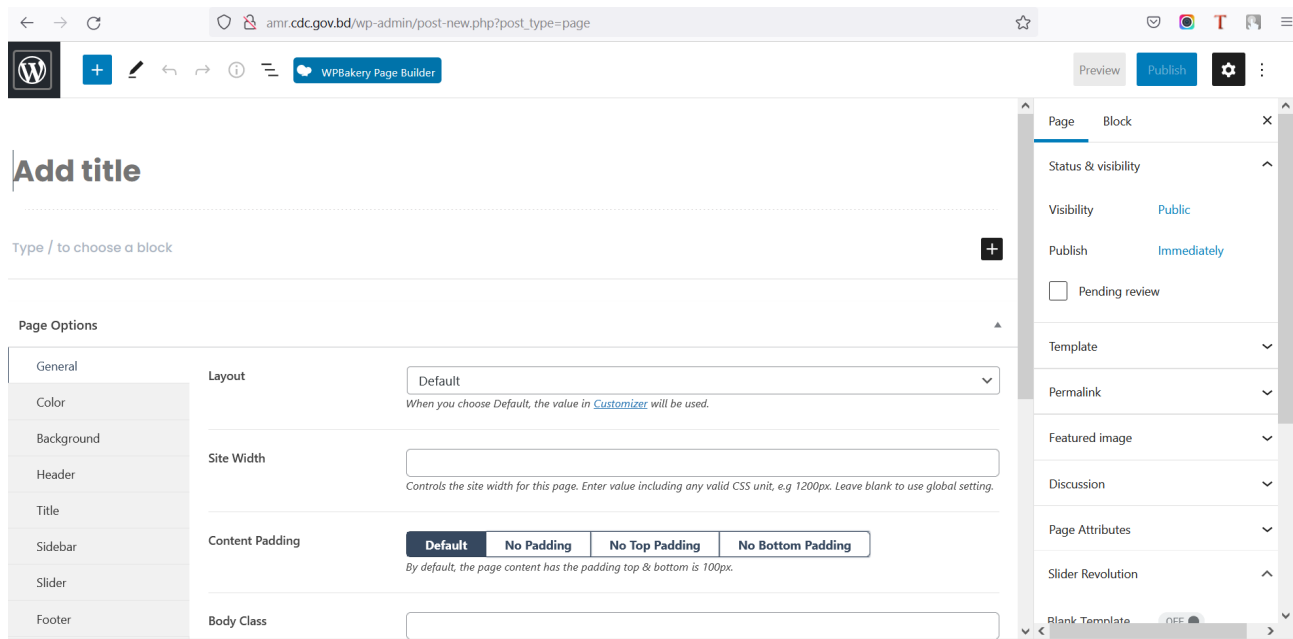 amr.cdc.gov.bd/wp-admin/post-new.php?post_type=page
WPBakery Page Builder
Preview
Publish
Add title
Type / to choose a block
Page Options
General
Color
Background
Header
Title
Sidebar
Slider
Footer
Layout
Default
When you choose Default, the value in Customizer will be used.
Site Width
Controls the site width for this page. Enter value including any valid CSS unit, e.g 1200px. Leave blank to use global setting.
Content Padding
Default No Padding No Top Padding No Bottom Padding
By default, the page content has the padding top & bottom is 100px.
Body Class
Page Block
Status & visibility
Visibility Public
Publish Immediately
Pending review
Template
Permalink
Featured image
Discussion
Page Attributes
Slider Revolution
Blank Template OFF